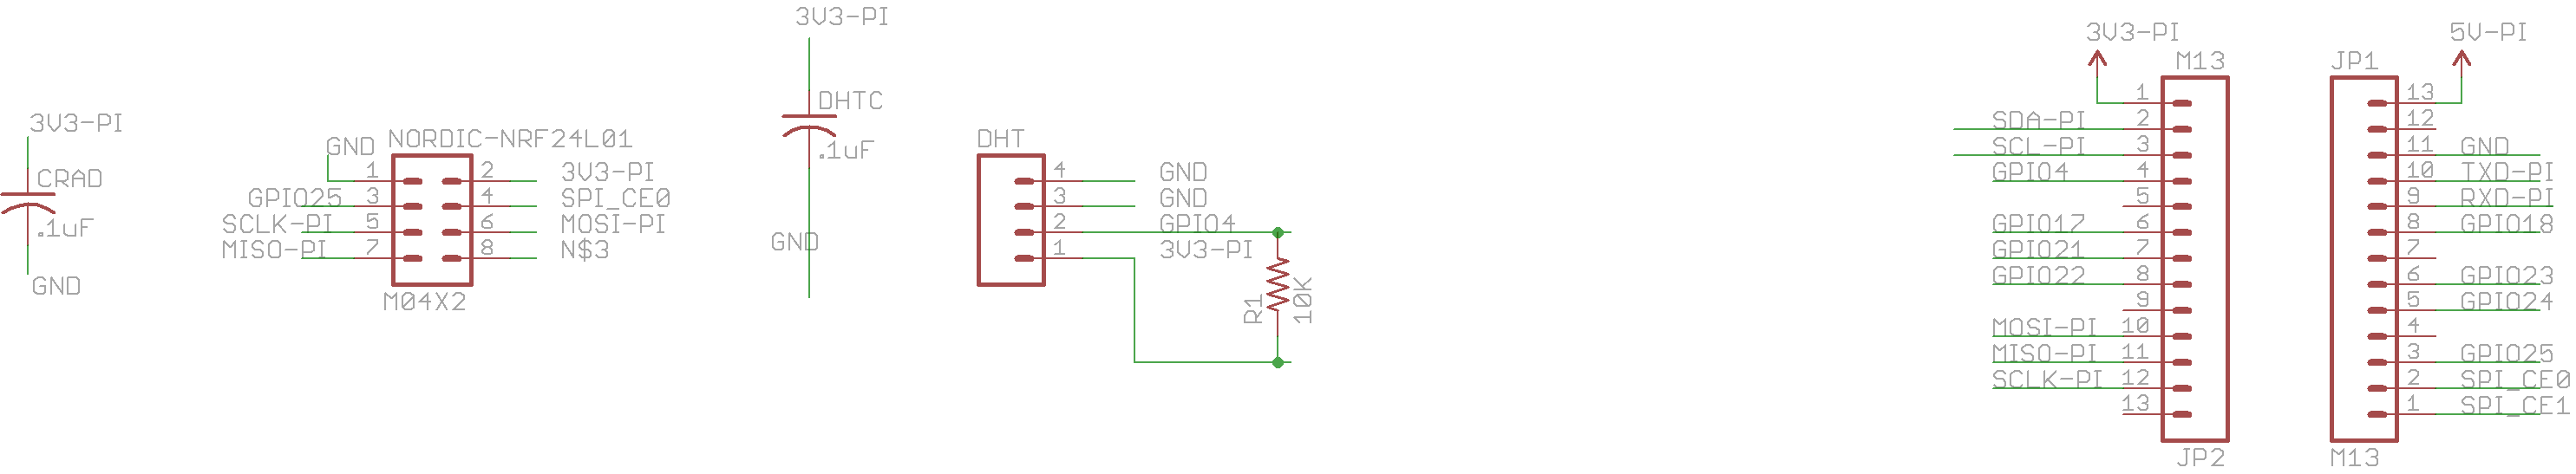 3V3-PI
CRAD
.1uF
GND
GND
NORDIC-NRF24L01
1
2
3V3-PI
GPIO25
3
4
SPI_CE0
SCLK-PI
5
6
MOSI-PI
MISO-PI
7
8
N$3
M04X2
3V3-PI
DHTC
.1uF
GND
DHT
4
GND
3
GND
2
GPIO4
1
3V3-PI
R1
10K
3V3-PI
M13
1
SDA-PI
2
SCL-PI
3
GPIO4
4
5
GPIO17
6
GPIO21
7
GPIO22
8
9
MOSI-PI
10
MISO-PI
11
SCLK-PI
12
13
JP2
5V-PI
JP1
13
12
11
GND
10
TXD-PI
9
RXD-PI
8
GPIO18
7
6
GPIO23
5
GPIO24
4
3
GPIO25
2
SPI_CE0
1
SPI_CE1
M13